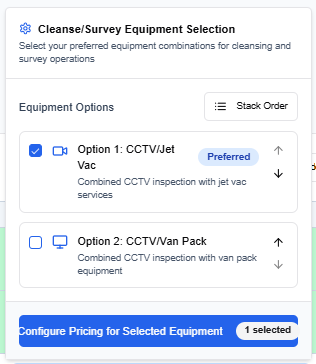 Cleanse/Survey Equipment Selection
Select your preferred equipment combinations for cleansing and
survey operations
Equipment Options
Stack Order
Option 1: CCTV/Jet
Vac
Preferred
Combined CCTV inspection with jet vac
services
Option 2: CCTV/Van Pack
Combined CCTV inspection with van pack
equipment
Configure Pricing for Selected Equipment
1 selected